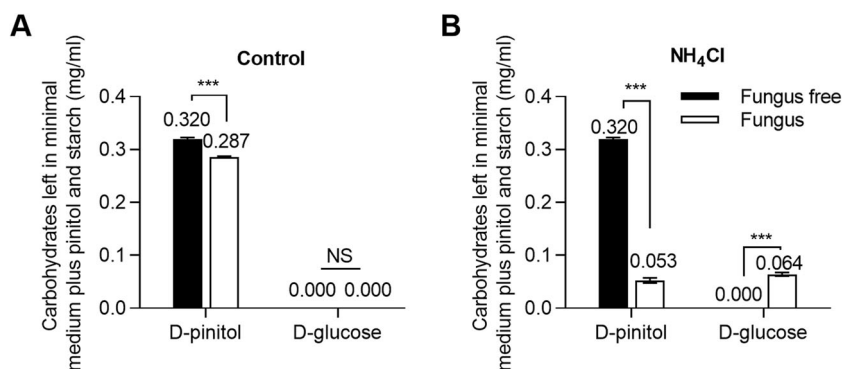 A
Control
Carbohydrates left in minimal
medium plus pinitol and starch (mg/ml)
0.4
0.3
0.2
0.1
0.0
***
0.320
0.287
NS
0.000 0.000
D-pinitol
D-glucose
B
NH₄Cl
Carbohydrates left in minimal
medium plus pinitol and starch (mg/ml)
0.4
0.3
0.2
0.1
0.0
***
Fungus free
Fungus
0.320
0.053
***
0.064
0.000
D-pinitol
D-glucose